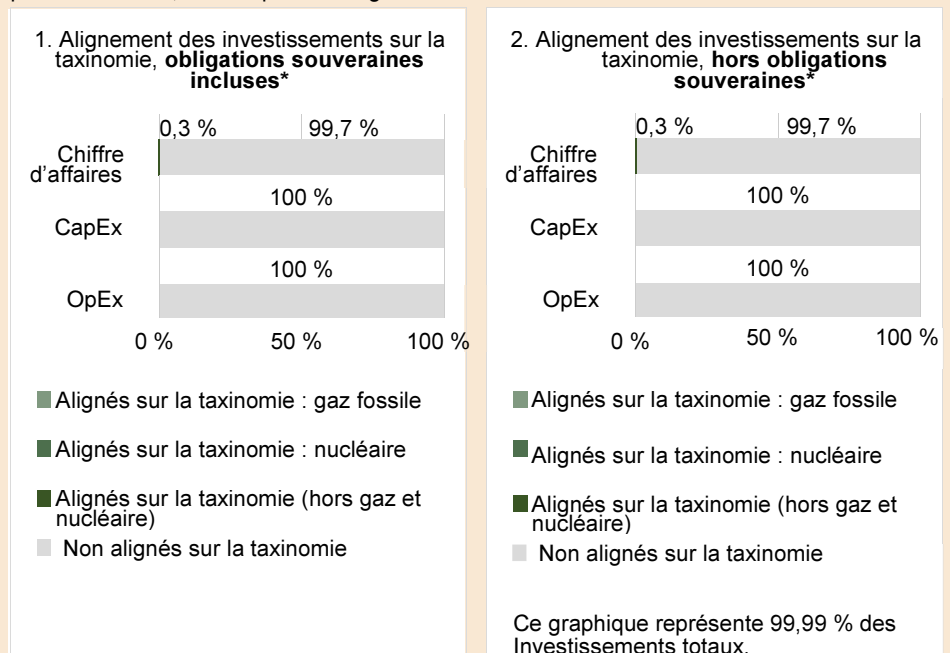 1. Alignement des investissements sur la
taxinomie, obligations souveraines
incluses*
0,3 % 99,7 %
Chiffre
d’affaires
100 %
CapEx
100 %
OpEx
0 % 50 % 100 %
Alignés sur la taxinomie : gaz fossile
Alignés sur la taxinomie : nucléaire
Alignés sur la taxinomie (hors gaz et
nucléaire)
Non alignés sur la taxinomie
2. Alignement des investissements sur la
taxinomie, hors obligations
souveraines*
0,3 % 99,7 %
Chiffre
d’affaires
100 %
CapEx
100 %
OpEx
0 % 50 % 100 %
Alignés sur la taxinomie : gaz fossile
Alignés sur la taxinomie : nucléaire
Alignés sur la taxinomie (hors gaz et
nucléaire)
Non alignés sur la taxinomie
Ce graphique représente 99,99 % des
Investissements totaux.